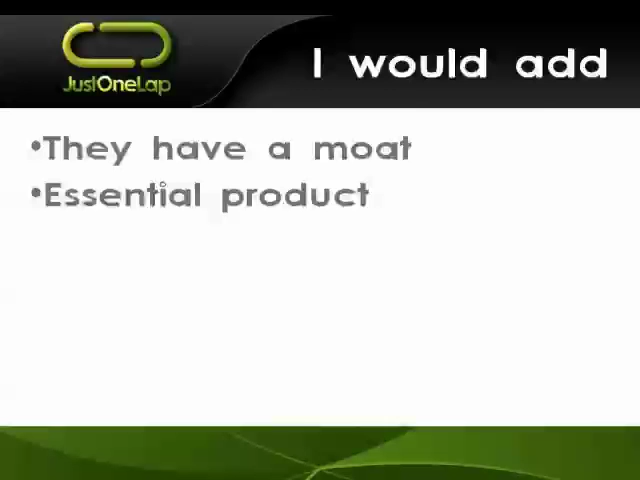 JustOneLap
I would add
•They have a moat
•Essential product